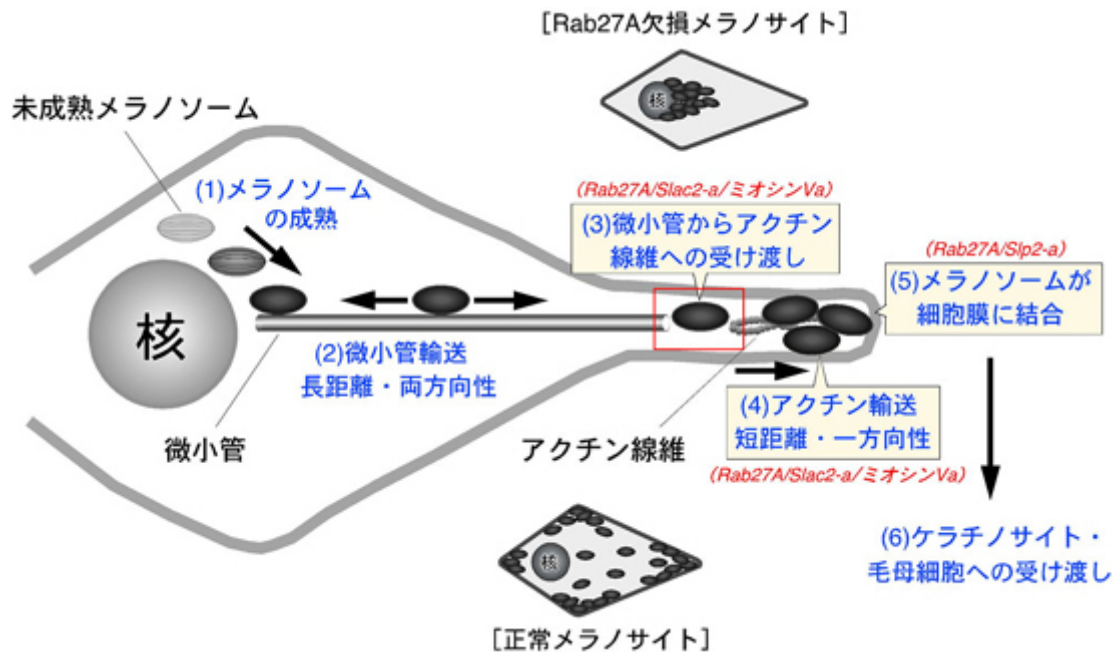 [Rab27A欠損メラノサイト]
核
未成熟メラノソーム
(1)メラノソーム
の成熟
(Rab27A/Slac2-a/ミオシンVa)
(3)微小管からアクチン
線維への受け渡し
(Rab27A/Slp2-a)
(5)メラノソームが
細胞膜に結合
核
(2)微小管輸送
長距離・両方向性
(4)アクチン輸送
短距離・一方向性
微小管
アクチン線維
(Rab27A/Slac2-a/ミオシンVa)
(6)ケラチノサイト・
毛母細胞への受け渡し
核
[正常メラノサイト]